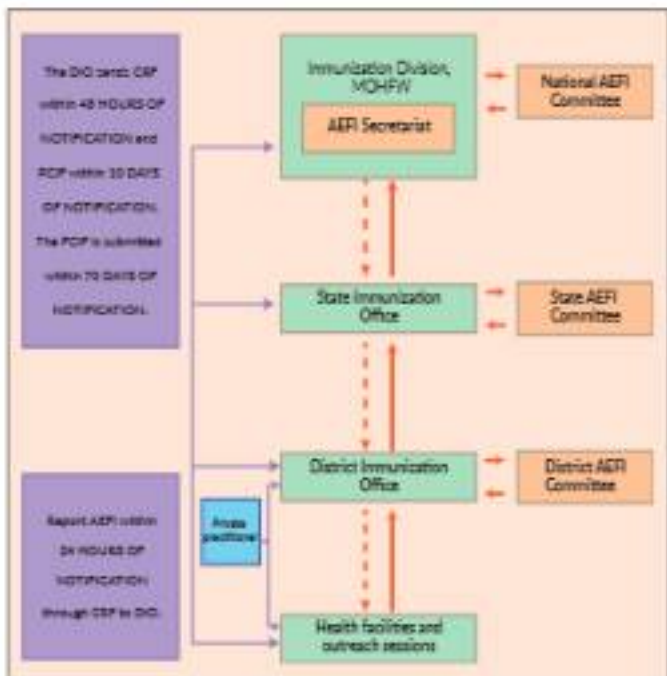 The DIO sends CRF
within 48 HOURS OF
NOTIFICATION and
PCIF within 10 DAYS
OF NOTIFICATION.
The FCIF is submitted
within 70 DAYS OF
NOTIFICATION.
Immunization Division,
MOHFW
AEFI Secretariat
National AEFI
Committee
State Immunization
Office
State AEFI
Committee
District Immunization
Office
District AEFI
Committee
Report AEFI within
24 HOURS OF
NOTIFICATION
through CRF to DIO.
Private
practitioner
Health facilities and
outreach sessions